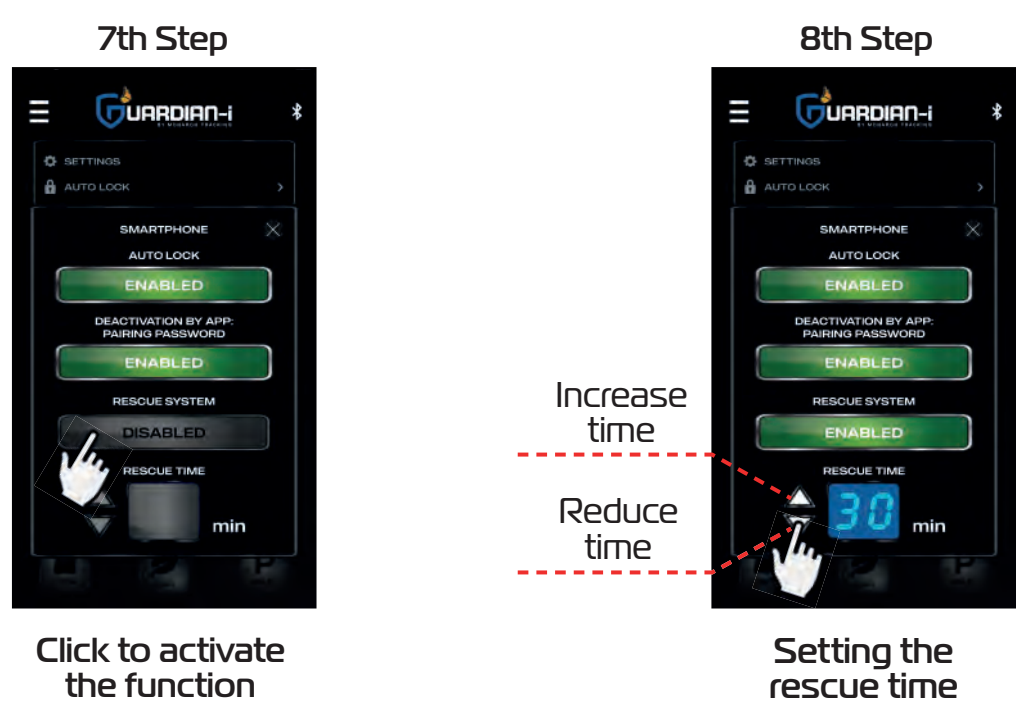 7th Step
GUARDIAN-i
BY MONARCH TRACKING
SETTINGS
AUTO LOCK
SMARTPHONE
AUTO LOCK
ENABLED
DEACTIVATION BY APP:
PAIRING PASSWORD
ENABLED
RESCUE SYSTEM
DISABLED
RESCUE TIME
min
Click to activate
the function
8th Step
GUARDIAN-i
BY MONARCH TRACKING
SETTINGS
AUTO LOCK
SMARTPHONE
AUTO LOCK
ENABLED
DEACTIVATION BY APP:
PAIRING PASSWORD
ENABLED
RESCUE SYSTEM
ENABLED
RESCUE TIME
30 min
Increase
time
Reduce
time
Setting the
rescue time